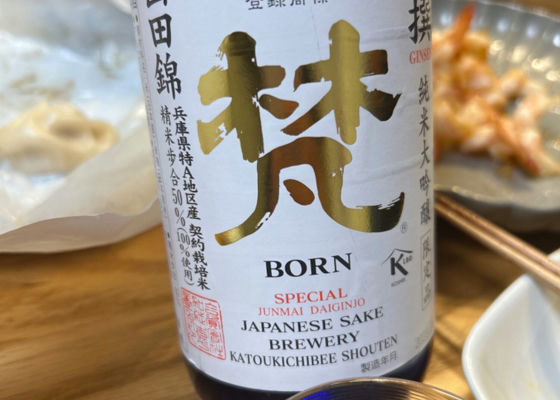 登録商標
山田錦
兵庫県特A地区産 契約栽培米
精米歩合50%(100%使用)
梵
撰
GINSEN
純米大吟醸 限定品
R
BORN
K
KOSHER
SPECIAL
JUNMAI DAIGINJO
JAPANESE SAKE
BREWERY
KATOUKICHIBEE SHOUTEN
製造年月